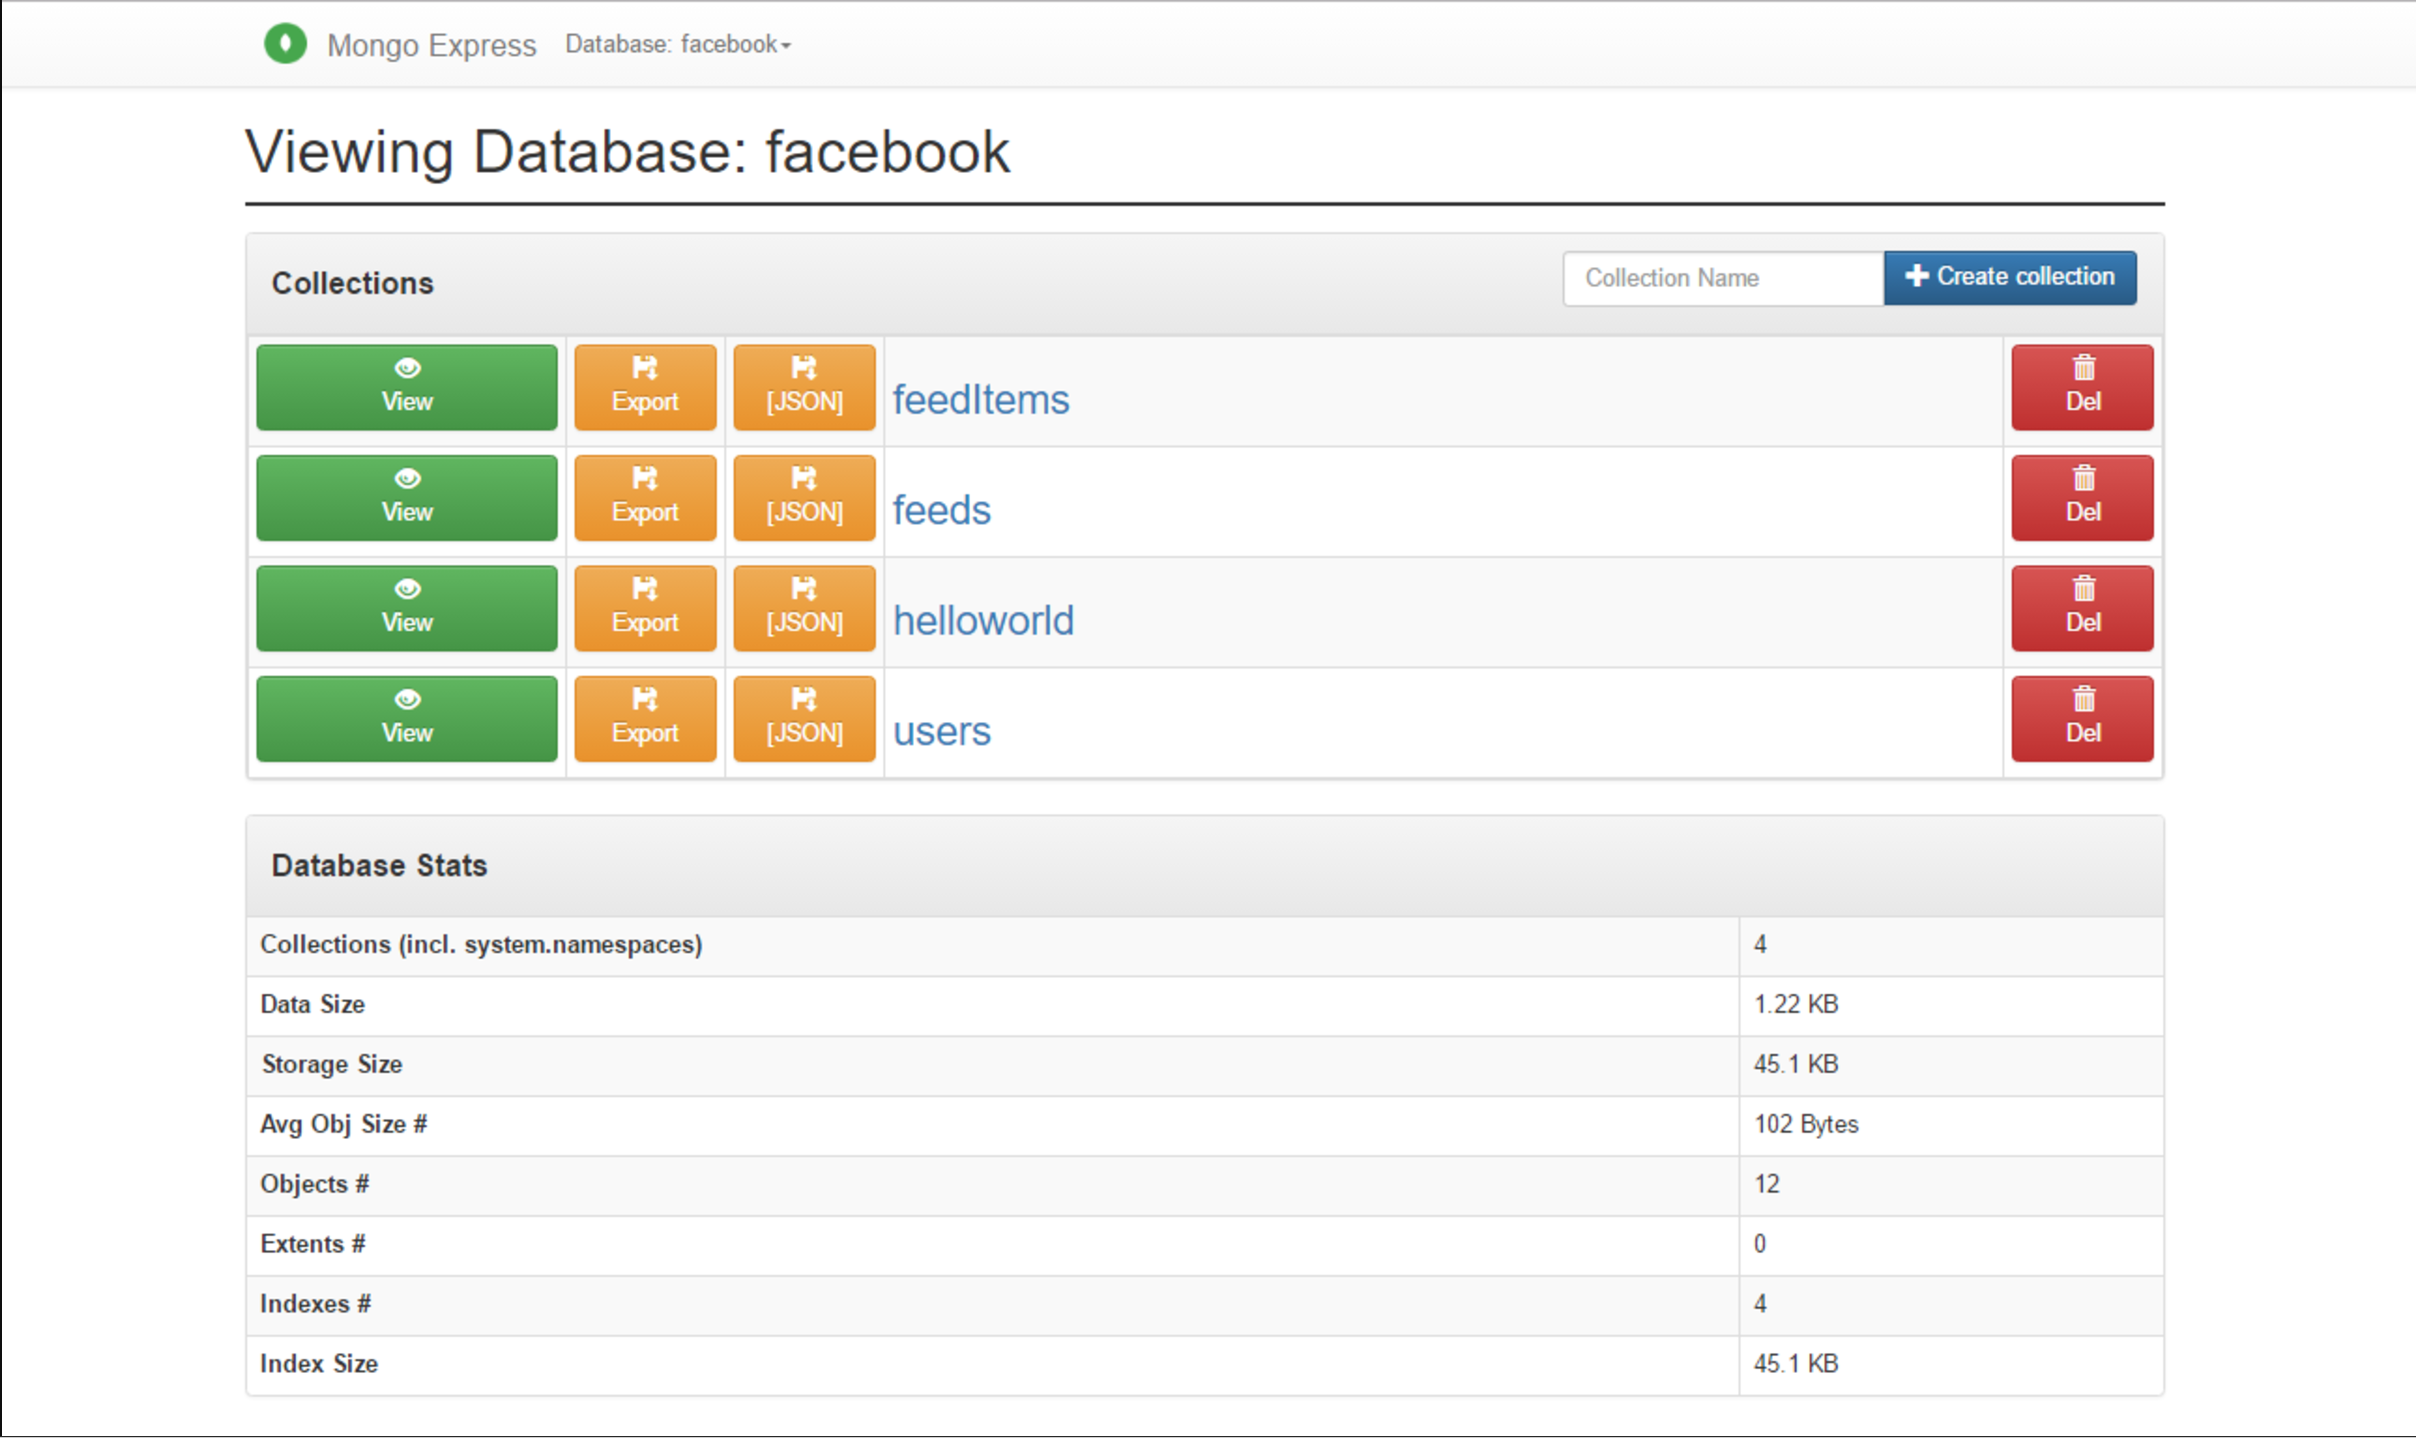 Mongo Express Database: facebook
Viewing Database: facebook
Collections
Collection Name
Create collection
View Export [JSON] feedItems Del
View Export [JSON] feeds Del
View Export [JSON] helloworld Del
View Export [JSON] users Del
Database Stats
Collections (incl. system.namespaces) 4
Data Size 1.22 KB
Storage Size 45.1 KB
Avg Obj Size # 102 Bytes
Objects # 12
Extents # 0
Indexes # 4
Index Size 45.1 KB